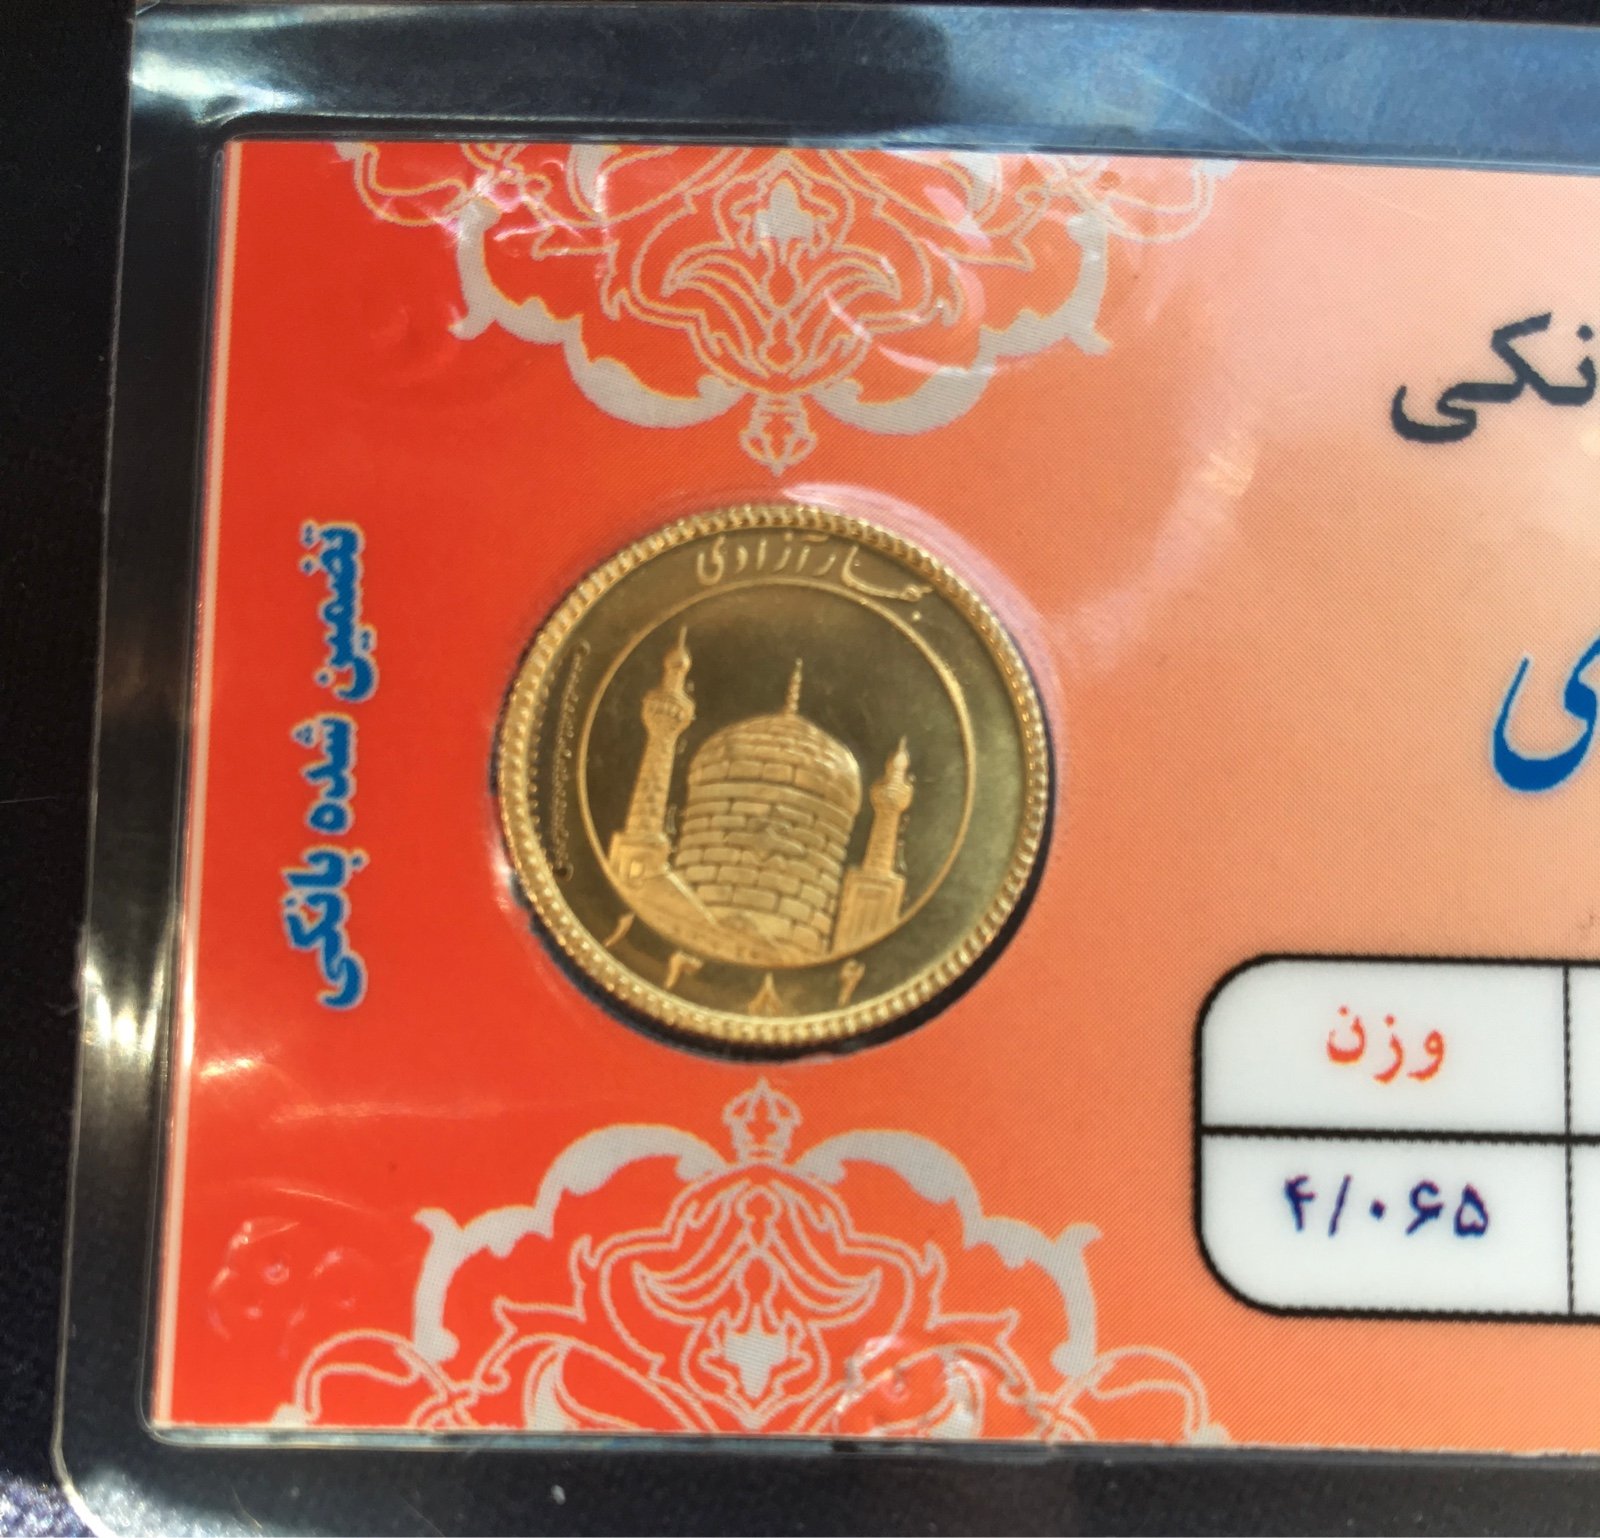 نکی
ی
تضمین شده بانکی
بهار آزادی
۱۳۸۶
وزن
۴/۰۶۵